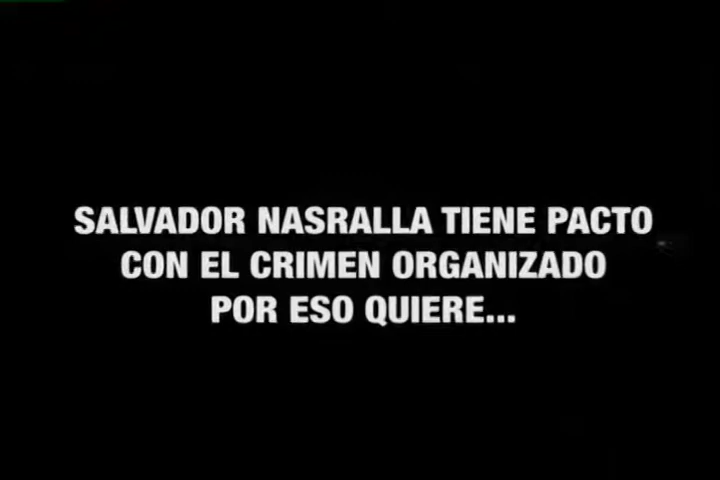 SALVADOR NASRALLA TIENE PACTO
CON EL CRIMEN ORGANIZADO
POR ESO QUIERE...